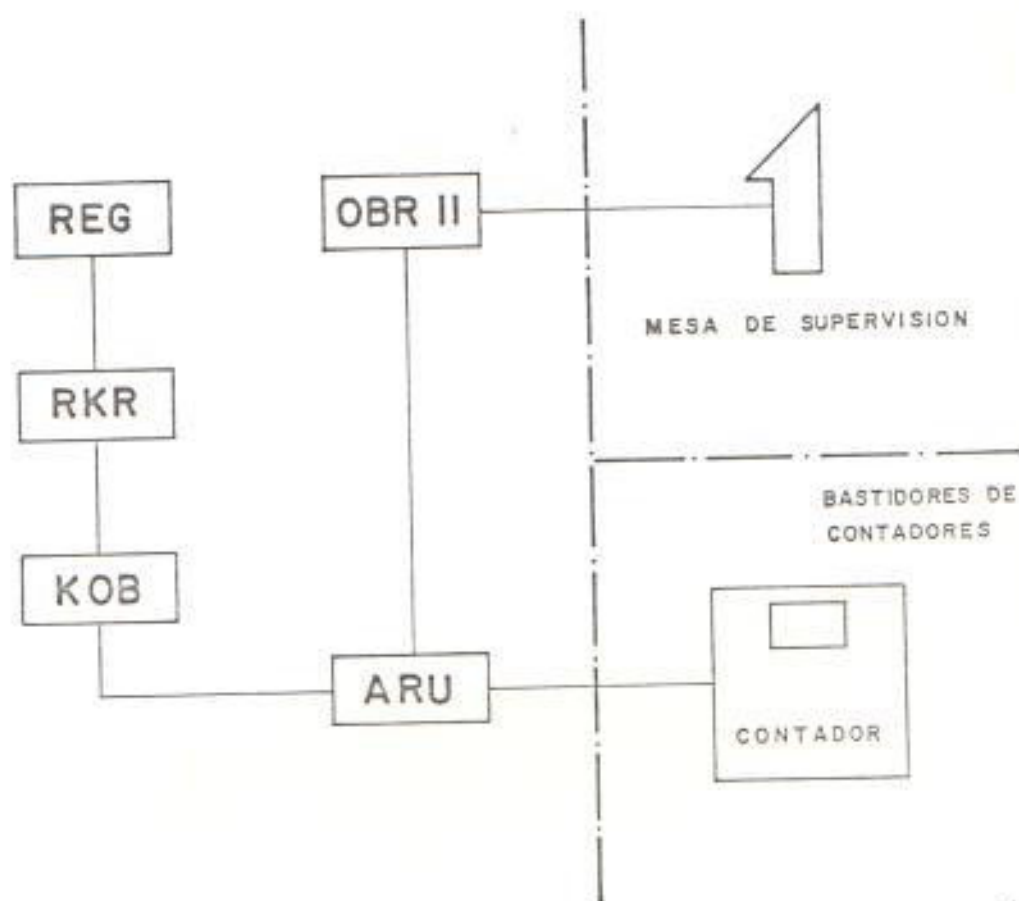 REG
OBR II
MESA DE SUPERVISION
RKR
BASTIDORES DE
CONTADORES
KOB
ARU
CONTADOR